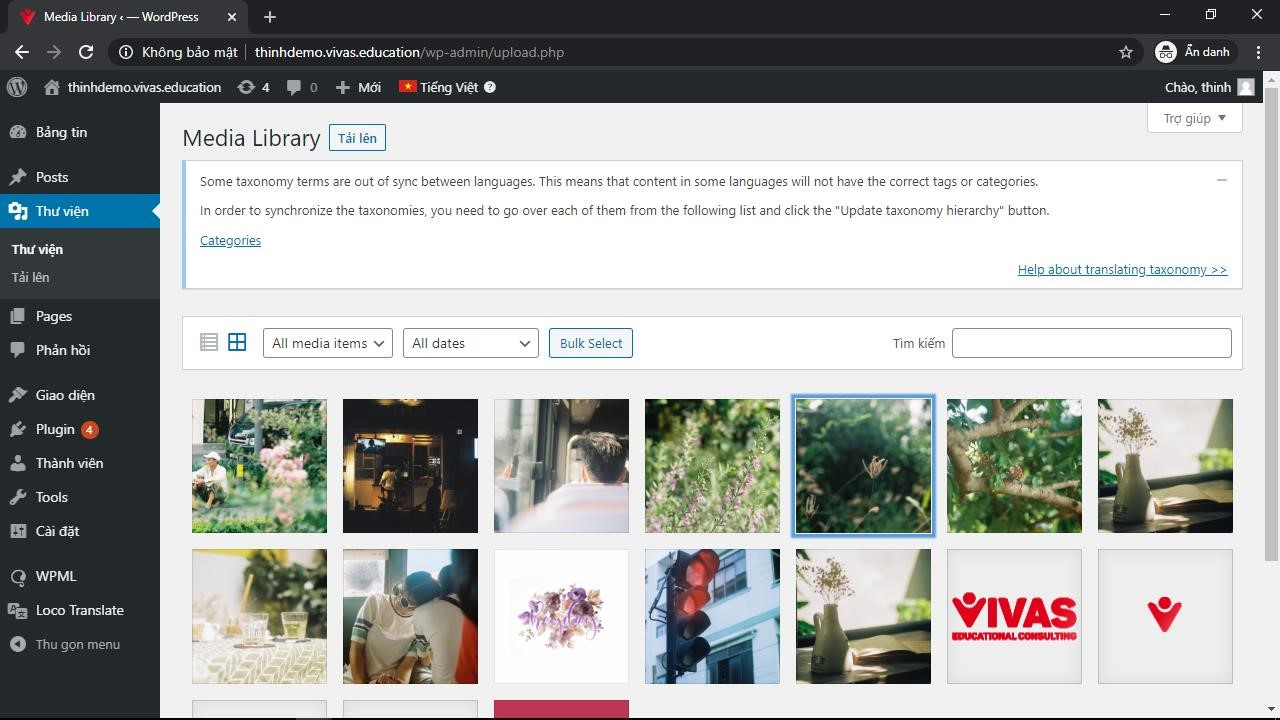 Media Library ‹ — WordPress
Không bảo mật
thinhdemo.vivas.education/wp-admin/upload.php
Ẩn danh
thinhdemo.vivas.education
4
0
Mới
Tiếng Việt
Chào, thinh
Bảng tin
Posts
Thư viện
Thư viện
Tải lên
Pages
Phản hồi
Giao diện
Plugin 4
Thành viên
Tools
Cài đặt
WPML
Loco Translate
Thu gọn menu
Trợ giúp
Media Library
Tải lên
Some taxonomy terms are out of sync between languages. This means that content in some languages will not have the correct tags or categories.
In order to synchronize the taxonomies, you need to go over each of them from the following list and click the "Update taxonomy hierarchy" button.
Categories
Help about translating taxonomy >>
All media items
All dates
Bulk Select
Tìm kiếm
VIVAS
EDUCATIONAL CONSULTING